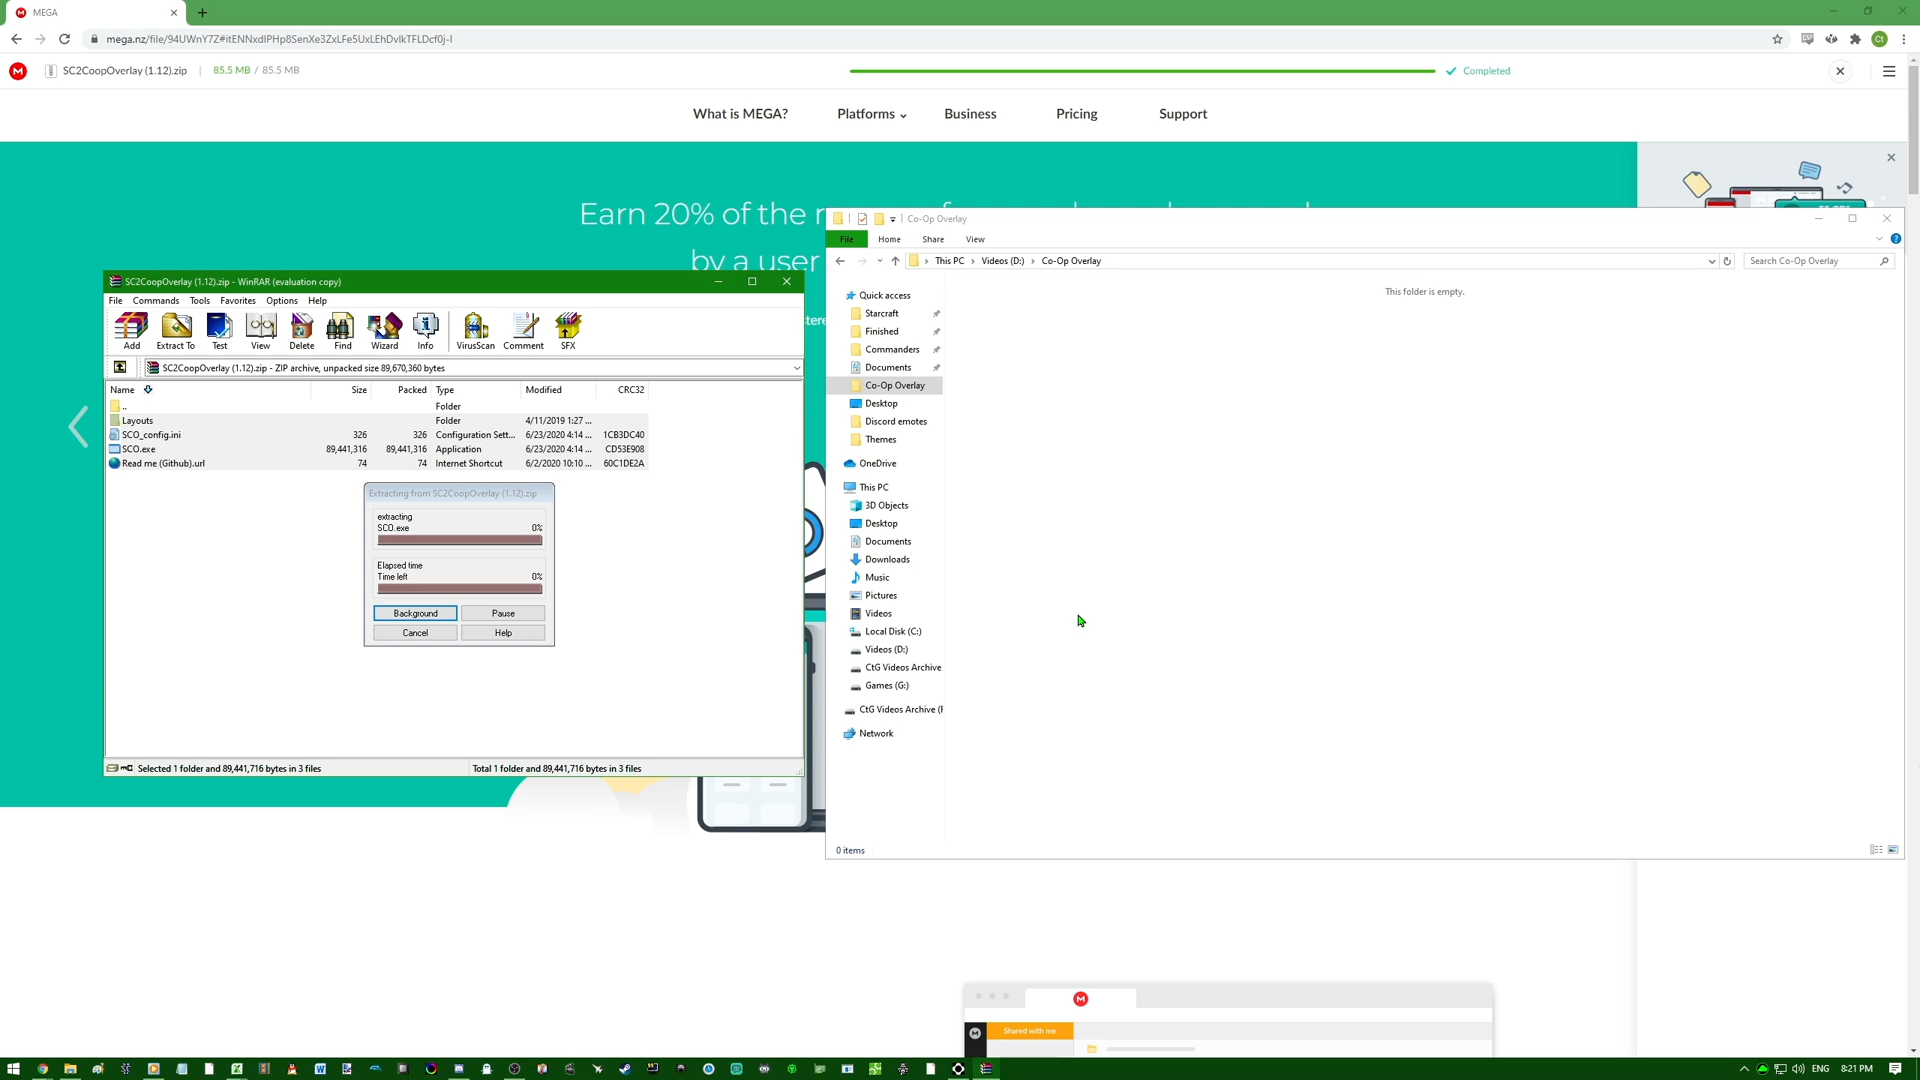 MEGA
mega.nz/file/94UWnY7Z#itENNxdIPHp8SenXe3ZxLFe5UxLEhDvIkTFLDcf0j-I
SC2CoopOverlay (1.12).zip
85.5 MB / 85.5 MB
Completed
What is MEGA?
Platforms
Business
Pricing
Support
Earn 20% of the
by a user
Co-Op Overlay
File
Home
Share
View
This PC
Videos (D:)
Co-Op Overlay
Search Co-Op Overlay
This folder is empty.
Quick access
Starcraft
Finished
Commanders
Documents
Co-Op Overlay
Desktop
Discord emotes
Themes
OneDrive
This PC
3D Objects
Desktop
Documents
Downloads
Music
Pictures
Videos
Local Disk (C:)
Videos (D:)
CtG Videos Archive
Games (G:)
CtG Videos Archive (F
Network
0 items
SC2CoopOverlay (1.12).zip - WinRAR (evaluation copy)
File Commands Tools Favorites Options Help
Add Extract To Test View Delete Find Wizard Info VirusScan Comment SFX
SC2CoopOverlay (1.12).zip - ZIP archive, unpacked size 89,670,360 bytes
Name Size Packed Type Modified CRC32
.. Folder
Layouts Folder 4/11/2019 1:27 ...
SCO_config.ini 326 326 Configuration Sett... 6/23/2020 4:14 ... 1CB3DC40
SCO.exe 89,441,316 89,441,316 Application 6/23/2020 4:14 ... CD53E908
Read me (Github).url 74 74 Internet Shortcut 6/2/2020 10:10 ... 60C1DE2A
Extracting from SC2CoopOverlay (1.12).zip
extracting
SCO.exe 0%
Elapsed time
Time left 0%
Background Pause
Cancel Help
Selected 1 folder and 89,441,716 bytes in 3 files
Total 1 folder and 89,441,716 bytes in 3 files
Shared with me
ENG
8:21 PM